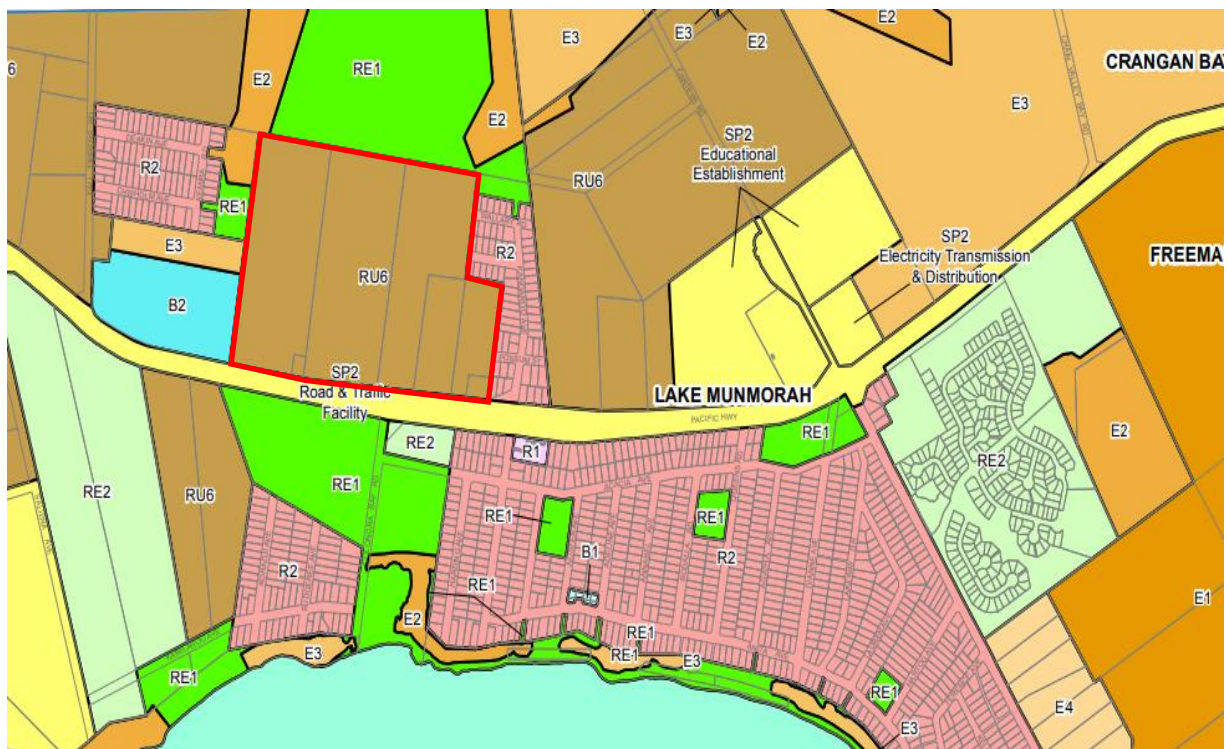 E3
E2
E3
E2
CRANGAN BA
6
E2
RE1
E3
E2
SP2
Educational
Establishment
R2
RU6
RE1
R2
SP2
Electricity Transmission
& Distribution
E3
FREEMA
RU6
B2
SP2
Road & Traffic
Facility
LAKE MUNMORAH
PACIFIC HWY
RE1
RE2
R1
E2
RE2
RE2
RU6
RE1
RE1
RE1
B1
R2
R2
RE1
E2
E1
RE1
RE1
E3
E3
RE1
RE1
E4
E3